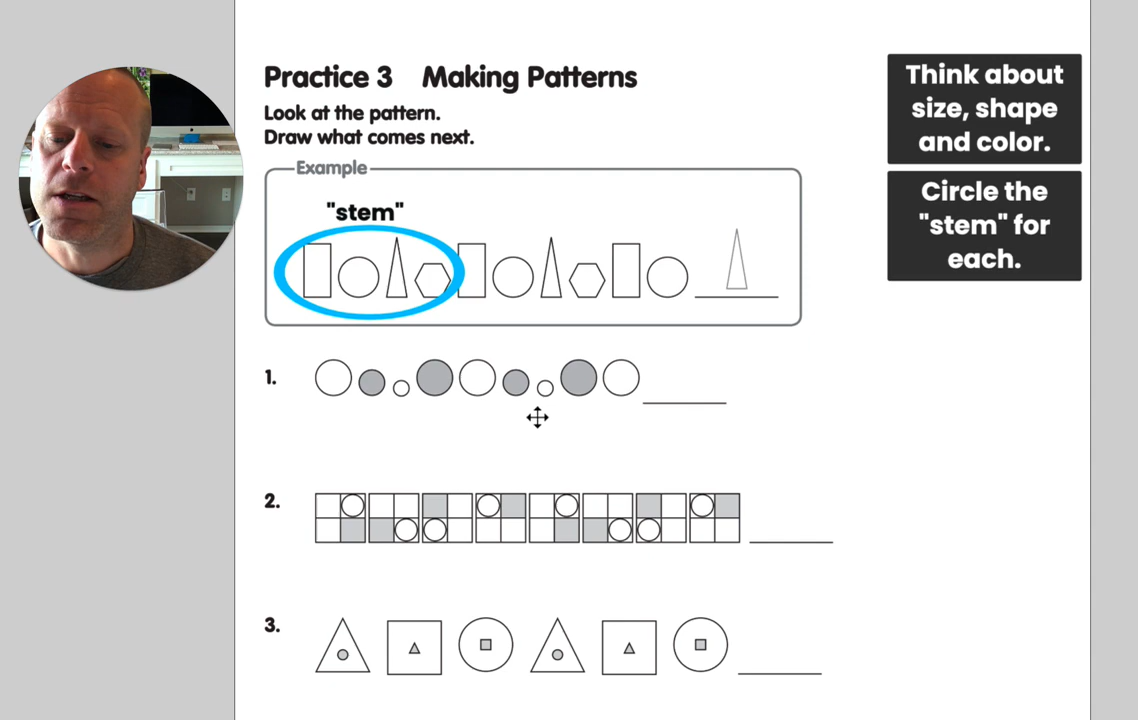 Practice 3 Making Patterns
Look at the pattern.
Draw what comes next.
Example
"stem"
1.
2.
3.
Think about
size, shape
and color.
Circle the
"stem" for
each.